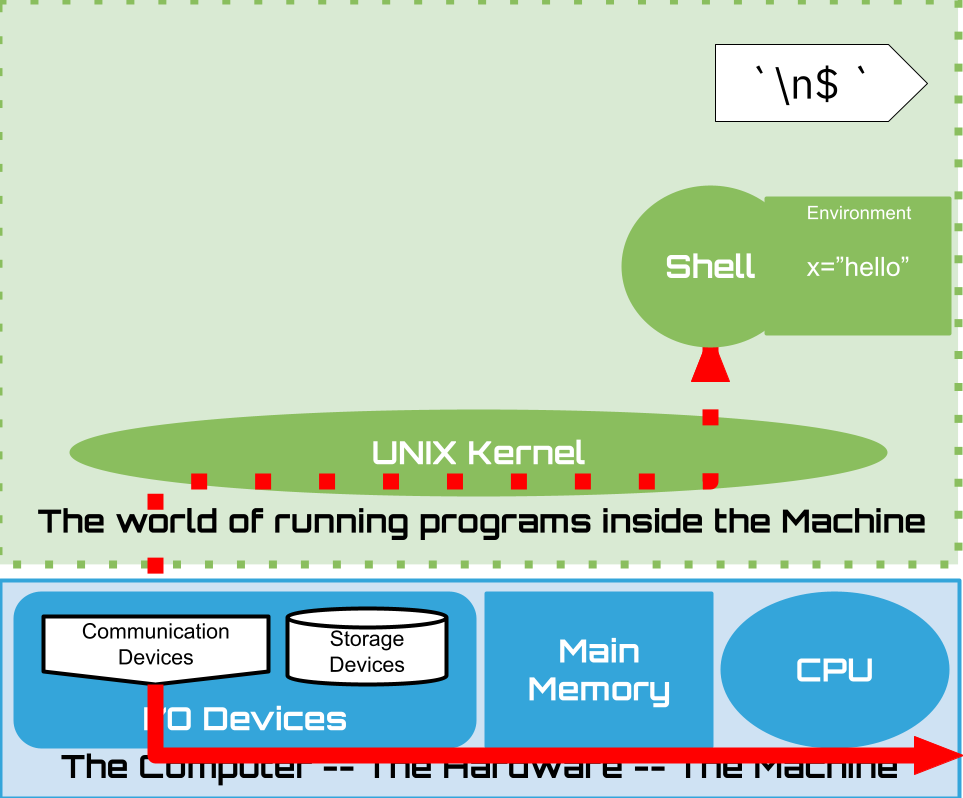 `\n$ `
Environment
Shell
x=”hello”
UNIX Kernel
The world of running programs inside the Machine
Communication
Devices
Storage
Devices
Main
Memory
CPU
I/O Devices
The Computer -- The Hardware -- The Machine